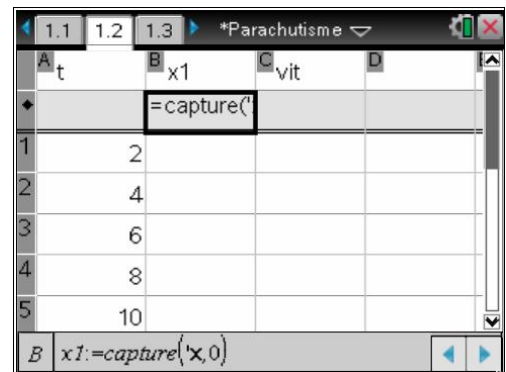 1.1 1.2 1.3 *Parachutisme
A t B x1 C vit D
◆ =capture('
1 2
2 4
3 6
4 8
5 10
B x1:=capture('x,0)